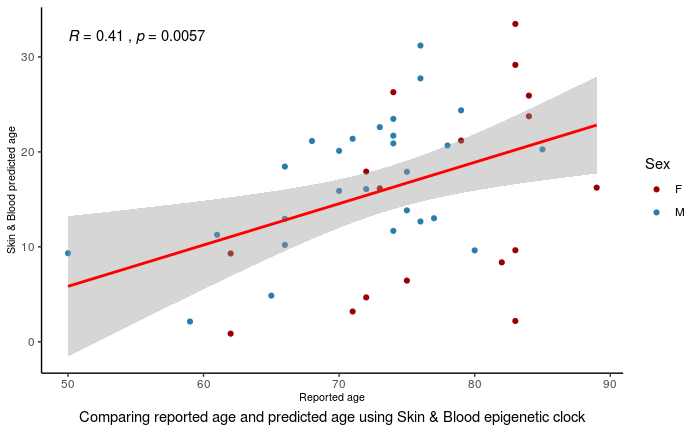 R = 0.41 , p = 0.0057
30
20
10
0
Skin & Blood predicted age
50 60 70 80 90
Reported age
Sex
F
M
Comparing reported age and predicted age using Skin & Blood epigenetic clock